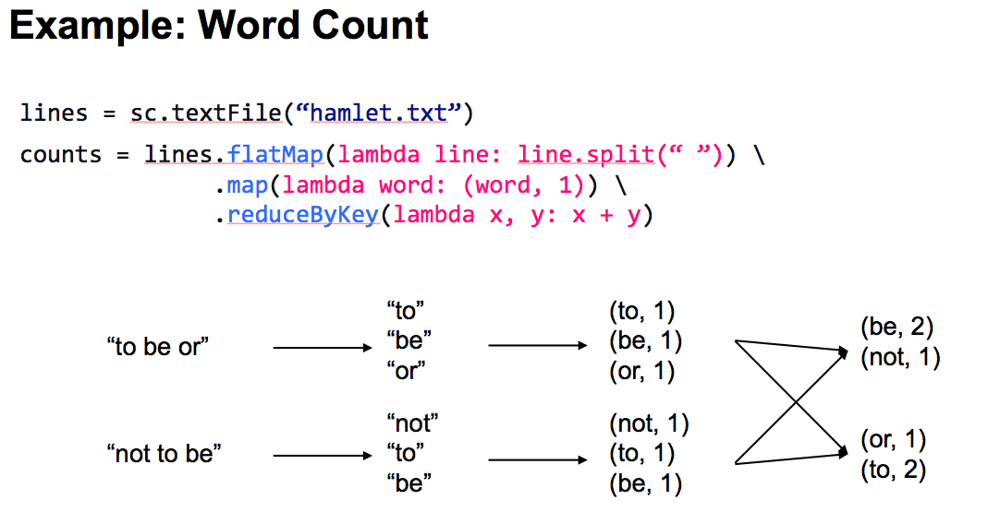 Example: Word Count
lines = sc.textFile(“hamlet.txt”)
counts = lines.flatMap(lambda line: line.split(“ ”)) \
.map(lambda word: (word, 1)) \
.reduceByKey(lambda x, y: x + y)
“to be or”
“to”
“be”
“or”
(to, 1)
(be, 1)
(or, 1)
(be, 2)
(not, 1)
“not to be”
“not”
“to”
“be”
(not, 1)
(to, 1)
(be, 1)
(or, 1)
(to, 2)